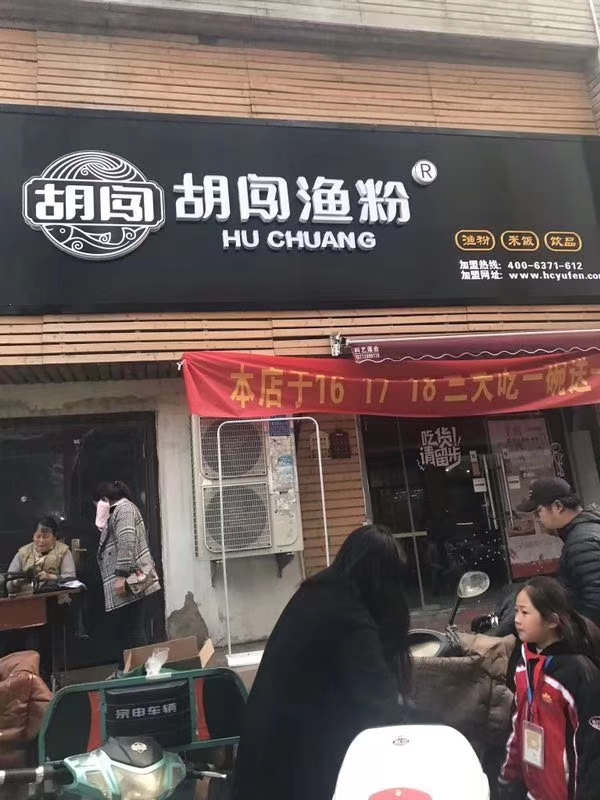 胡闯
胡闯渔粉®
HU CHUANG
渔粉 米饭 饮品
加盟热线: 400-6371-612
加盟网址: www.hcyufen.co
本店于16 17 18三天吃一碗送
吃货!
请留步
宗申车辆